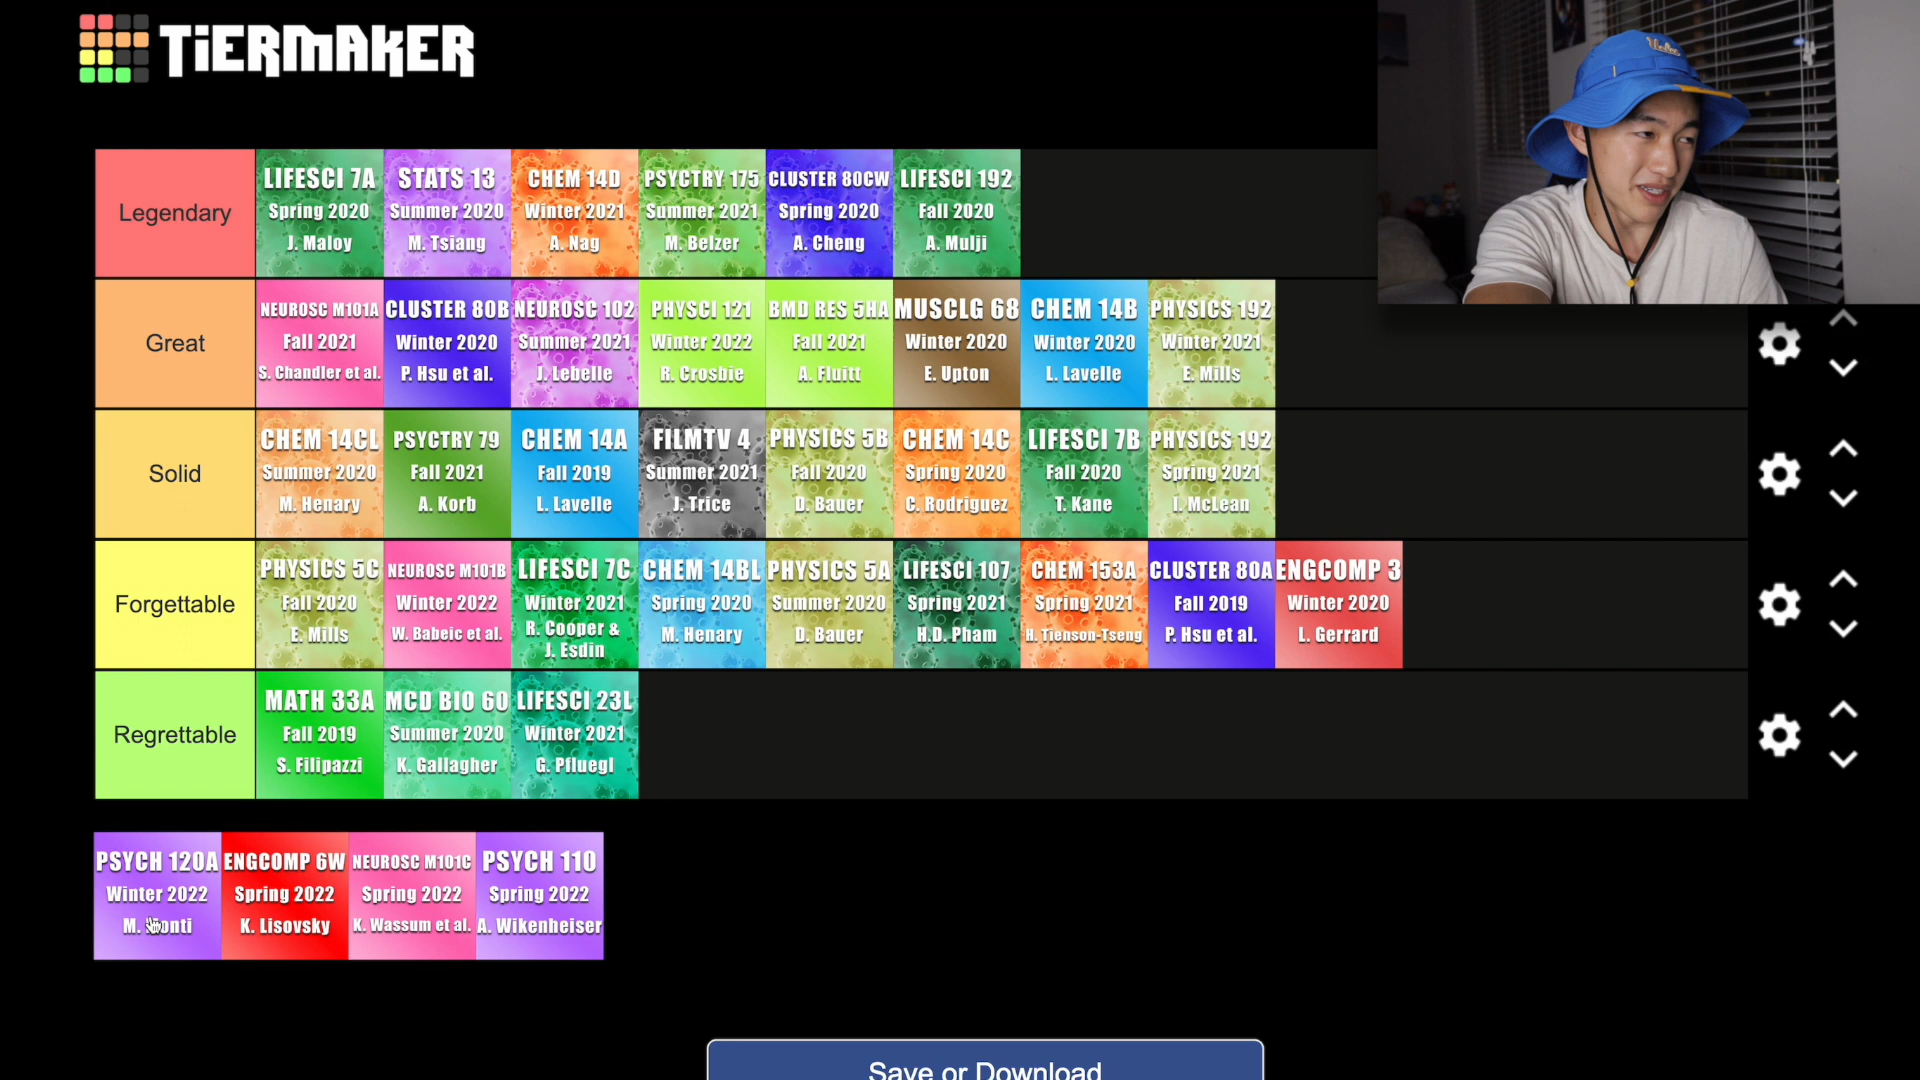 TiERMAKER
Legendary
LIFESCI 7A
Spring 2020
J. Maloy
STATS 13
Summer 2020
M. Tsiang
CHEM 14D
Winter 2021
A. Nag
PSYCTRY 175
Summer 2021
M. Belzer
CLUSTER 80CW
Spring 2020
A. Cheng
LIFESCI 192
Fall 2020
A. Mulji
Great
NEUROSC M101A
Fall 2021
S. Chandler et al.
CLUSTER 80B
Winter 2020
P. Hsu et al.
NEUROSC 102
Summer 2021
J. Lebelle
PHYSCI 121
Winter 2022
R. Crosbie
BMD RES 5HA
Fall 2021
A. Fluitt
MUSCLG 68
Winter 2020
E. Upton
CHEM 14B
Winter 2020
L. Lavelle
PHYSICS 192
Winter 2021
E. Mills
Solid
CHEM 14CL
Summer 2020
M. Henary
PSYCTRY 79
Fall 2021
A. Korb
CHEM 14A
Fall 2019
L. Lavelle
FILMTV 4
Summer 2021
J. Trice
PHYSICS 5B
Fall 2020
D. Bauer
CHEM 14C
Spring 2020
C. Rodriguez
LIFESCI 7B
Fall 2020
T. Kane
PHYSICS 192
Spring 2021
I. McLean
Forgettable
PHYSICS 5C
Fall 2020
E. Mills
NEUROSC M101B
Winter 2022
W. Babeic et al.
LIFESCI 7C
Winter 2021
R. Cooper &
J. Esdin
CHEM 14BL
Spring 2020
M. Henary
PHYSICS 5A
Summer 2020
D. Bauer
LIFESCI 107
Spring 2021
H.D. Pham
CHEM 153A
Spring 2021
H. Tienson-Tseng
CLUSTER 80A
Fall 2019
P. Hsu et al.
ENGCOMP 3
Winter 2020
L. Gerrard
Regrettable
MATH 33A
Fall 2019
S. Filipazzi
MCD BIO 60
Summer 2020
K. Gallagher
LIFESCI 23L
Winter 2021
G. Pfluegl
PSYCH 120A
Winter 2022
M.
ENGCOMP 6W
Spring 2022
K. Lisovsky
NEUROSC M101C
Spring 2022
K. Wassum et al.
PSYCH 110
Spring 2022
A. Wikenheiser
Save or Download